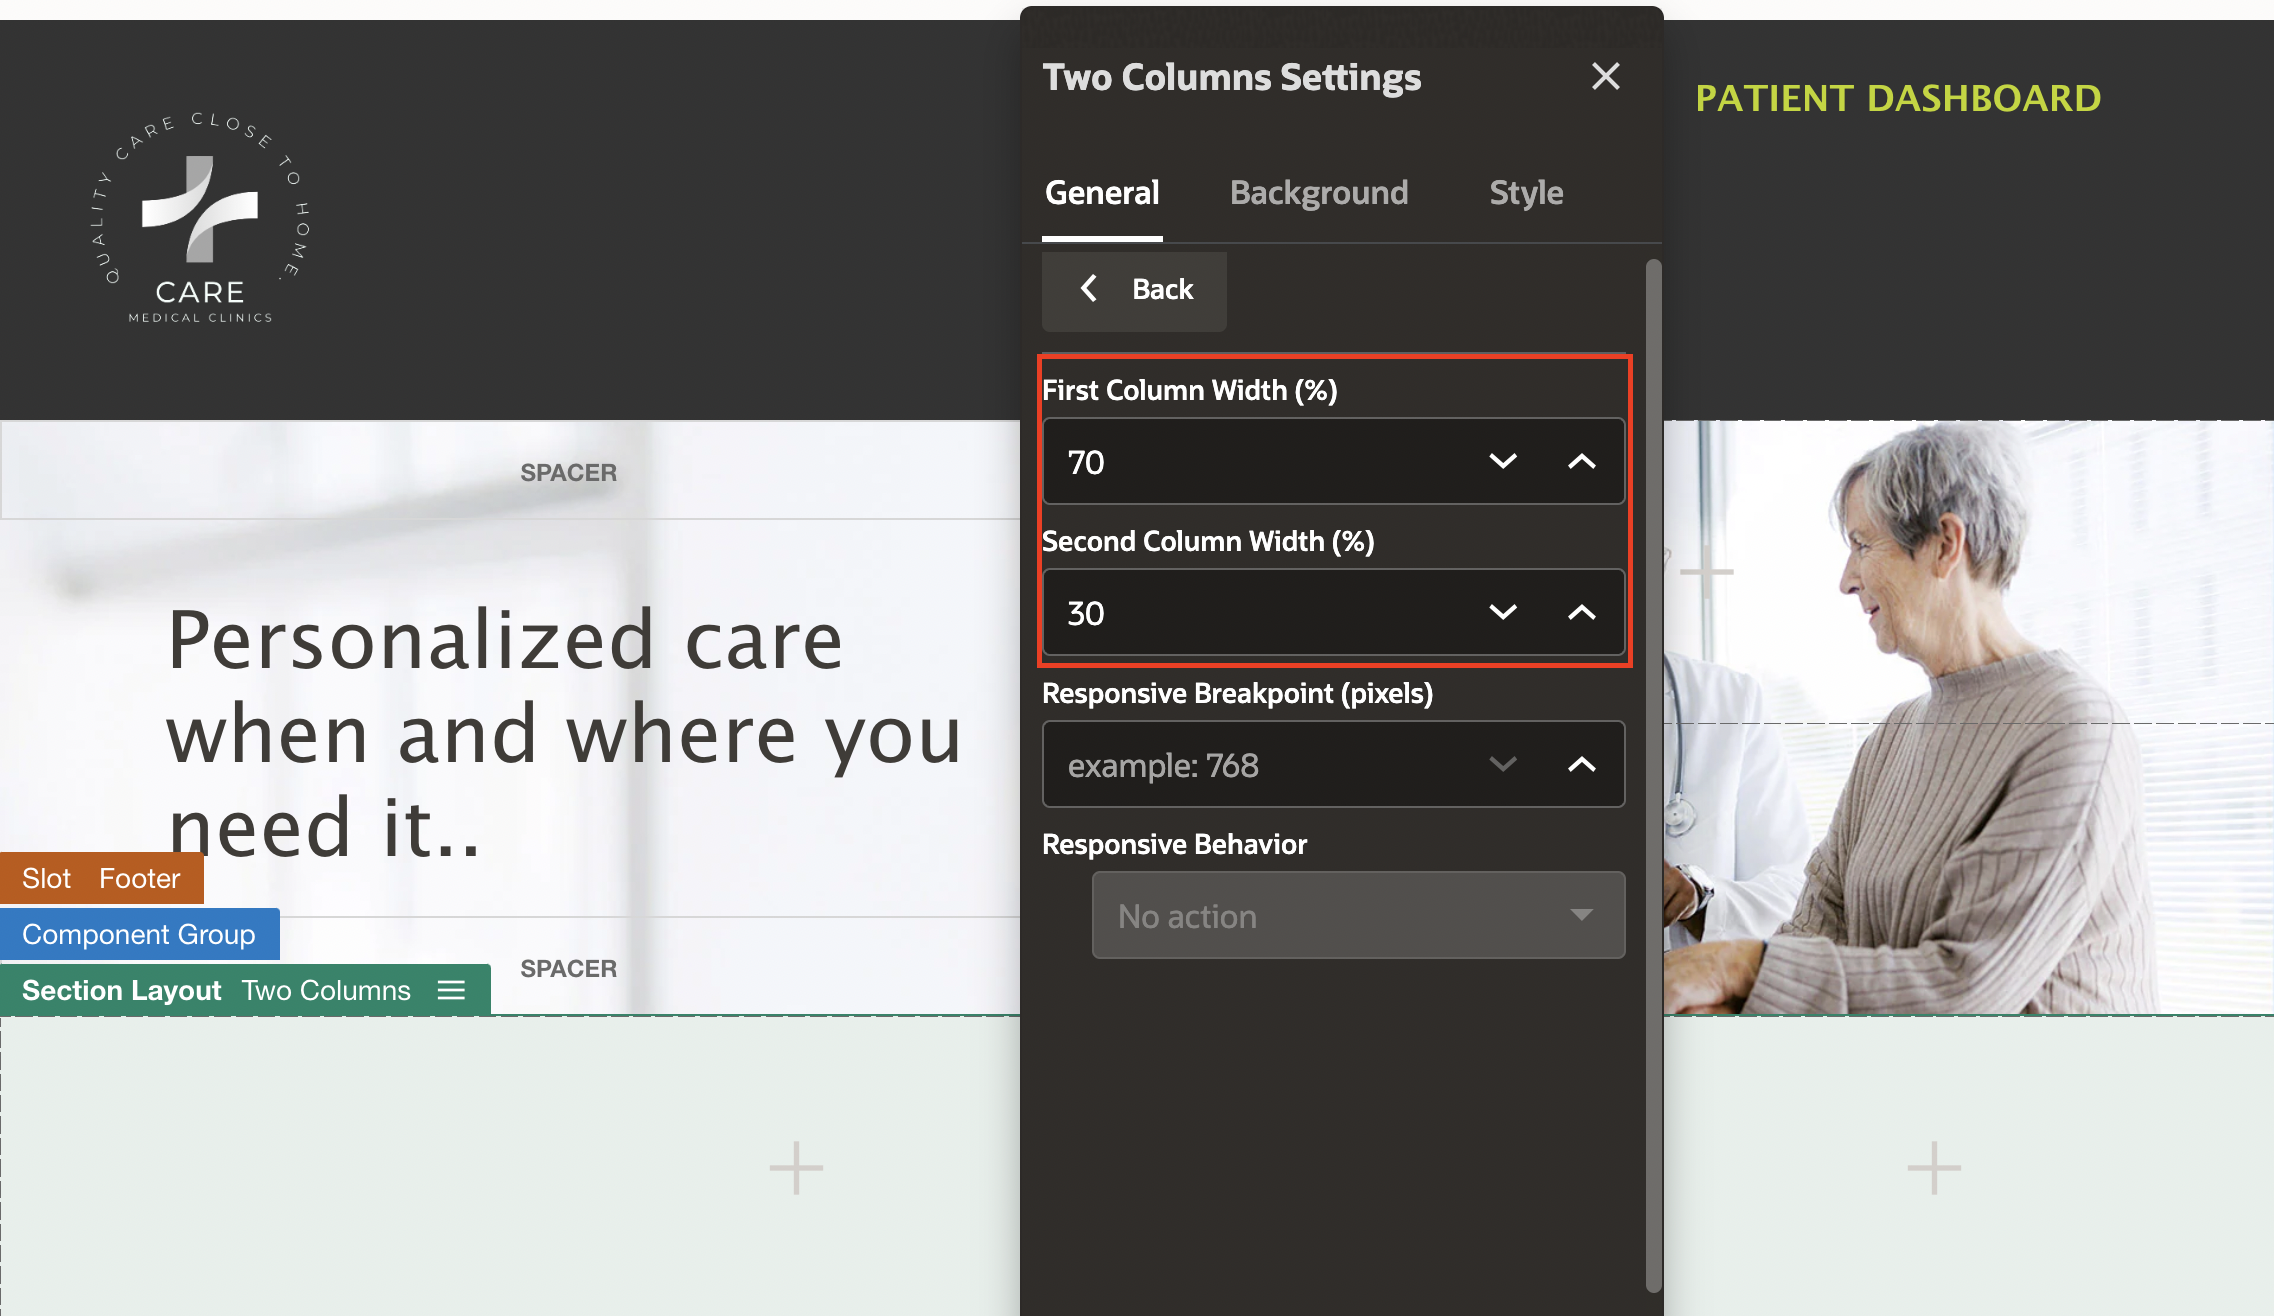 QUALITY CARE CLOSE TO HOME.
CARE
MEDICAL CLINICS
PATIENT DASHBOARD
Two Columns Settings
General Background Style
Back
First Column Width (%)
70
Second Column Width (%)
30
Responsive Breakpoint (pixels)
example: 768
Responsive Behavior
No action
SPACER
Personalized care
when and where you
need it..
Slot Footer
Component Group
SPACER
Section Layout Two Columns